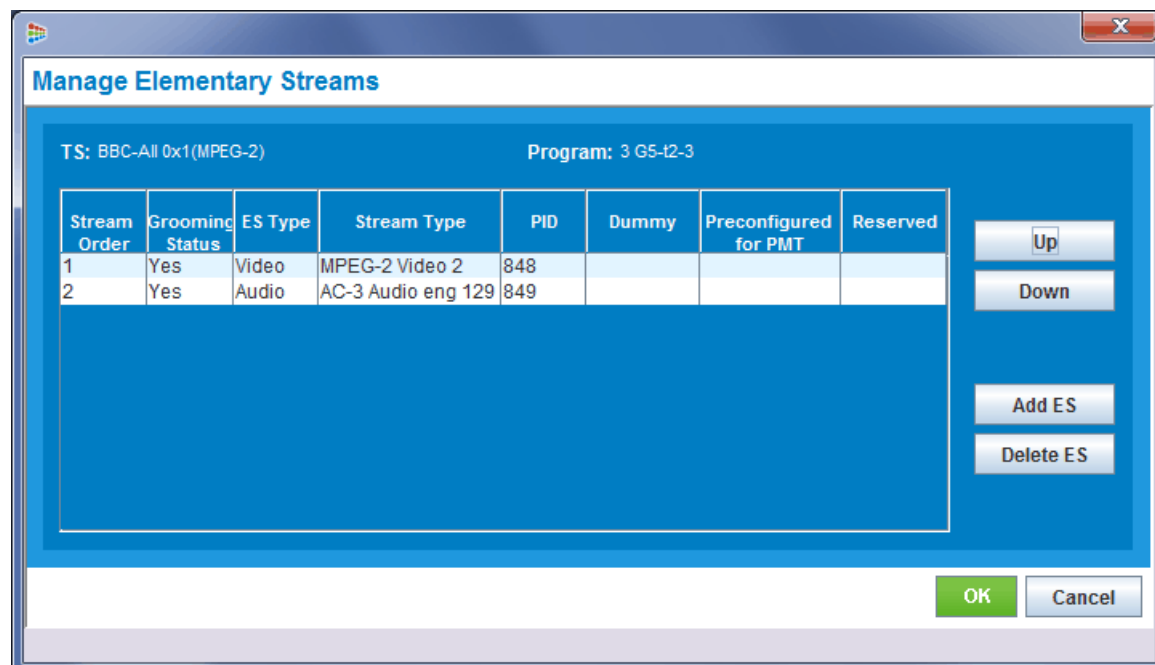 X
Manage Elementary Streams
TS: BBC-All 0x1(MPEG-2) Program: 3 G5-t2-3
Stream Order Grooming Status ES Type Stream Type PID Dummy Preconfigured for PMT Reserved
1 Yes Video MPEG-2 Video 2 848
2 Yes Audio AC-3 Audio eng 129 849
Up
Down
Add ES
Delete ES
OK Cancel